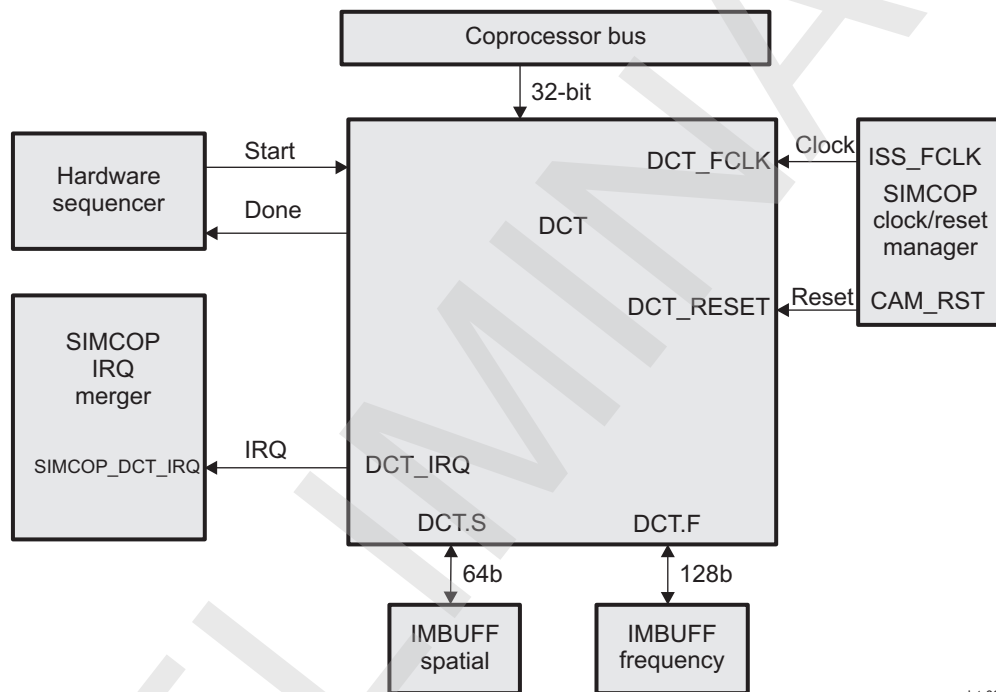 Coprocessor bus
32-bit
Hardware
sequencer
Start
Done
DCT_FCLK
Clock
ISS_FCLK
SIMCOP
clock/reset
manager
DCT
DCT_RESET
Reset
CAM_RST
SIMCOP
IRQ
merger
SIMCOP_DCT_IRQ
IRQ
DCT_IRQ
DCT.S
DCT.F
64b
128b
IMBUFF
spatial
IMBUFF
frequency